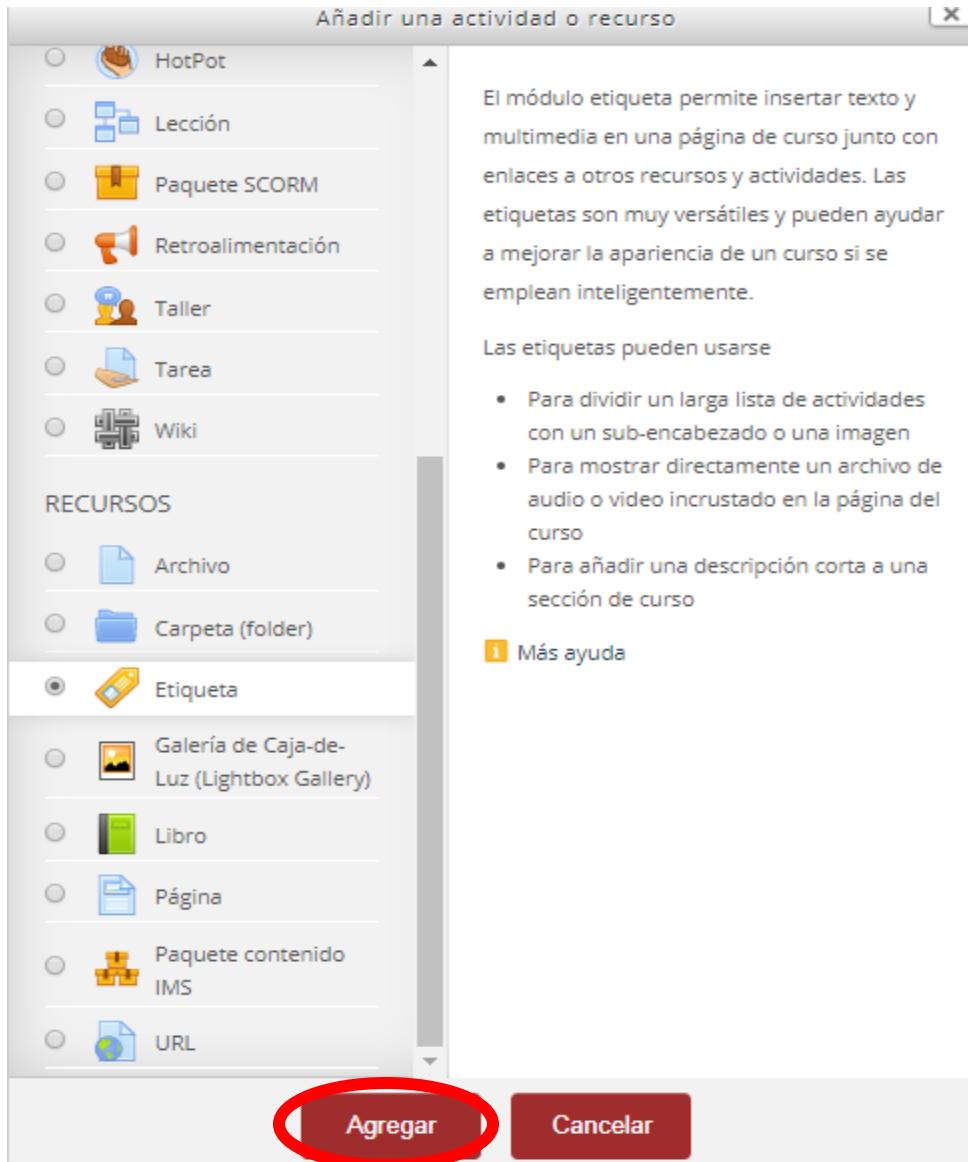 Añadir una actividad o recurso
HotPot
Lección
Paquete SCORM
Retroalimentación
Taller
Tarea
Wiki
RECURSOS
Archivo
Carpeta (folder)
Etiqueta
Galería de Caja-de-
Luz (Lightbox Gallery)
Libro
Página
Paquete contenido
IMS
URL
El módulo etiqueta permite insertar texto y
multimedia en una página de curso junto con
enlaces a otros recursos y actividades. Las
etiquetas son muy versátiles y pueden ayudar
a mejorar la apariencia de un curso si se
emplean inteligentemente.
Las etiquetas pueden usarse
• Para dividir un larga lista de actividades
con un sub-encabezado o una imagen
• Para mostrar directamente un archivo de
audio o video incrustado en la página del
curso
• Para añadir una descripción corta a una
sección de curso
Más ayuda
Agregar
Cancelar